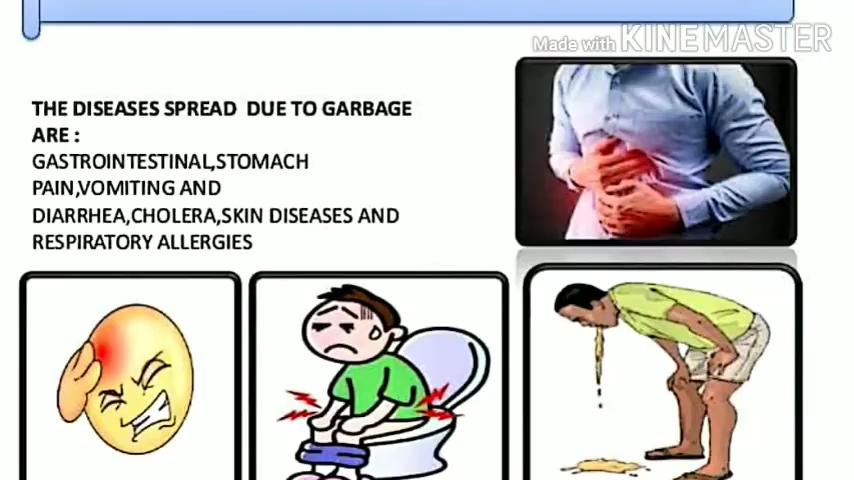 Made with KINEMASTER
THE DISEASES SPREAD DUE TO GARBAGE
ARE :
GASTROINTESTINAL,STOMACH
PAIN,VOMITING AND
DIARRHEA,CHOLERA,SKIN DISEASES AND
RESPIRATORY ALLERGIES